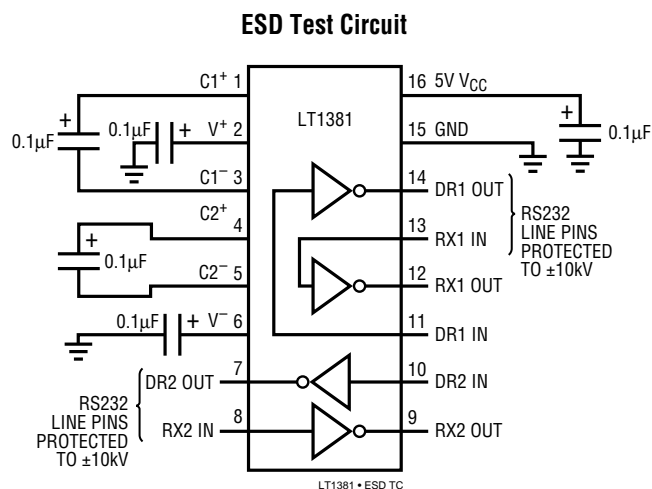 ESD Test Circuit
C1+ 1
16 5V VCC
LT1381
+
0.1µF
0.1µF + V+ 2
15 GND
+
0.1µF
C1– 3
14 DR1 OUT
C2+
4
13 RX1 IN
RS232
LINE PINS
PROTECTED
TO ±10kV
+
0.1µF
C2– 5
12 RX1 OUT
0.1µF + V– 6
11 DR1 IN
DR2 OUT 7
10 DR2 IN
RS232
LINE PINS
PROTECTED
TO ±10kV
RX2 IN 8
9 RX2 OUT
LT1381 • ESD TC